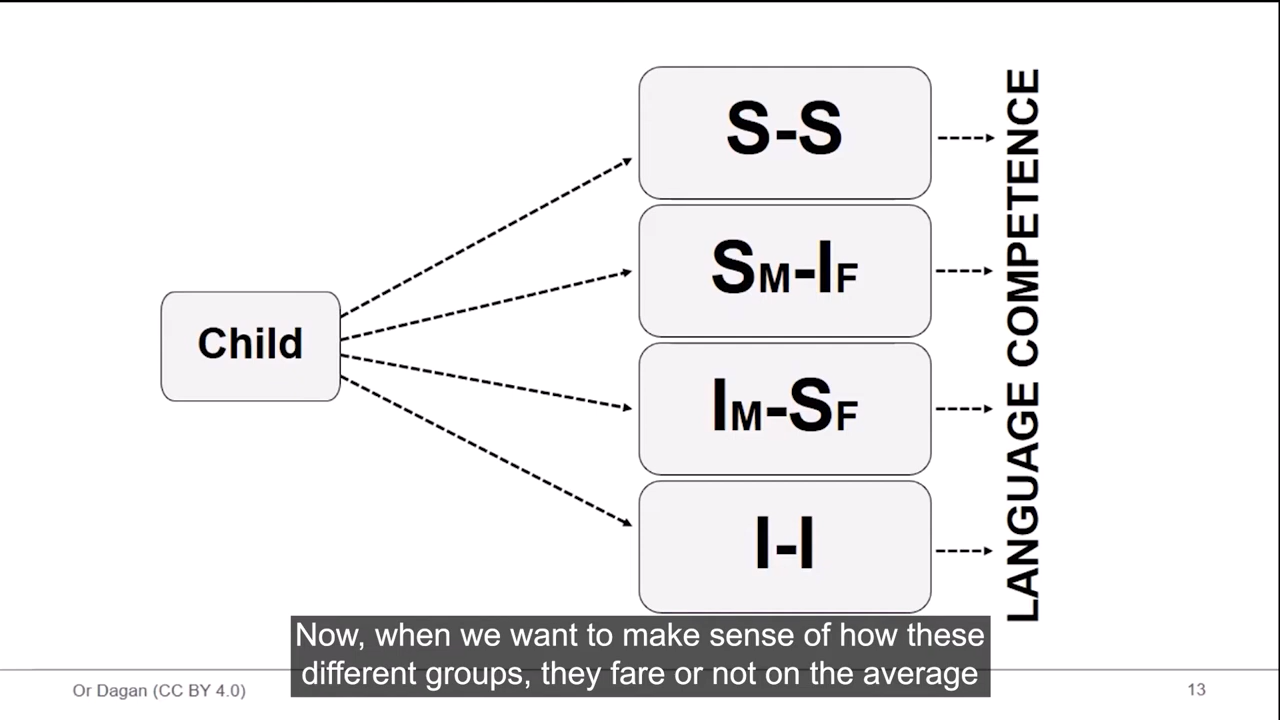 Child
S-S
SM-IF
IM-SF
I-I
LANGUAGE COMPETENCE
Now, when we want to make sense of how these
different groups, they fare or not on the average
Or Dagan (CC BY 4.0)
13